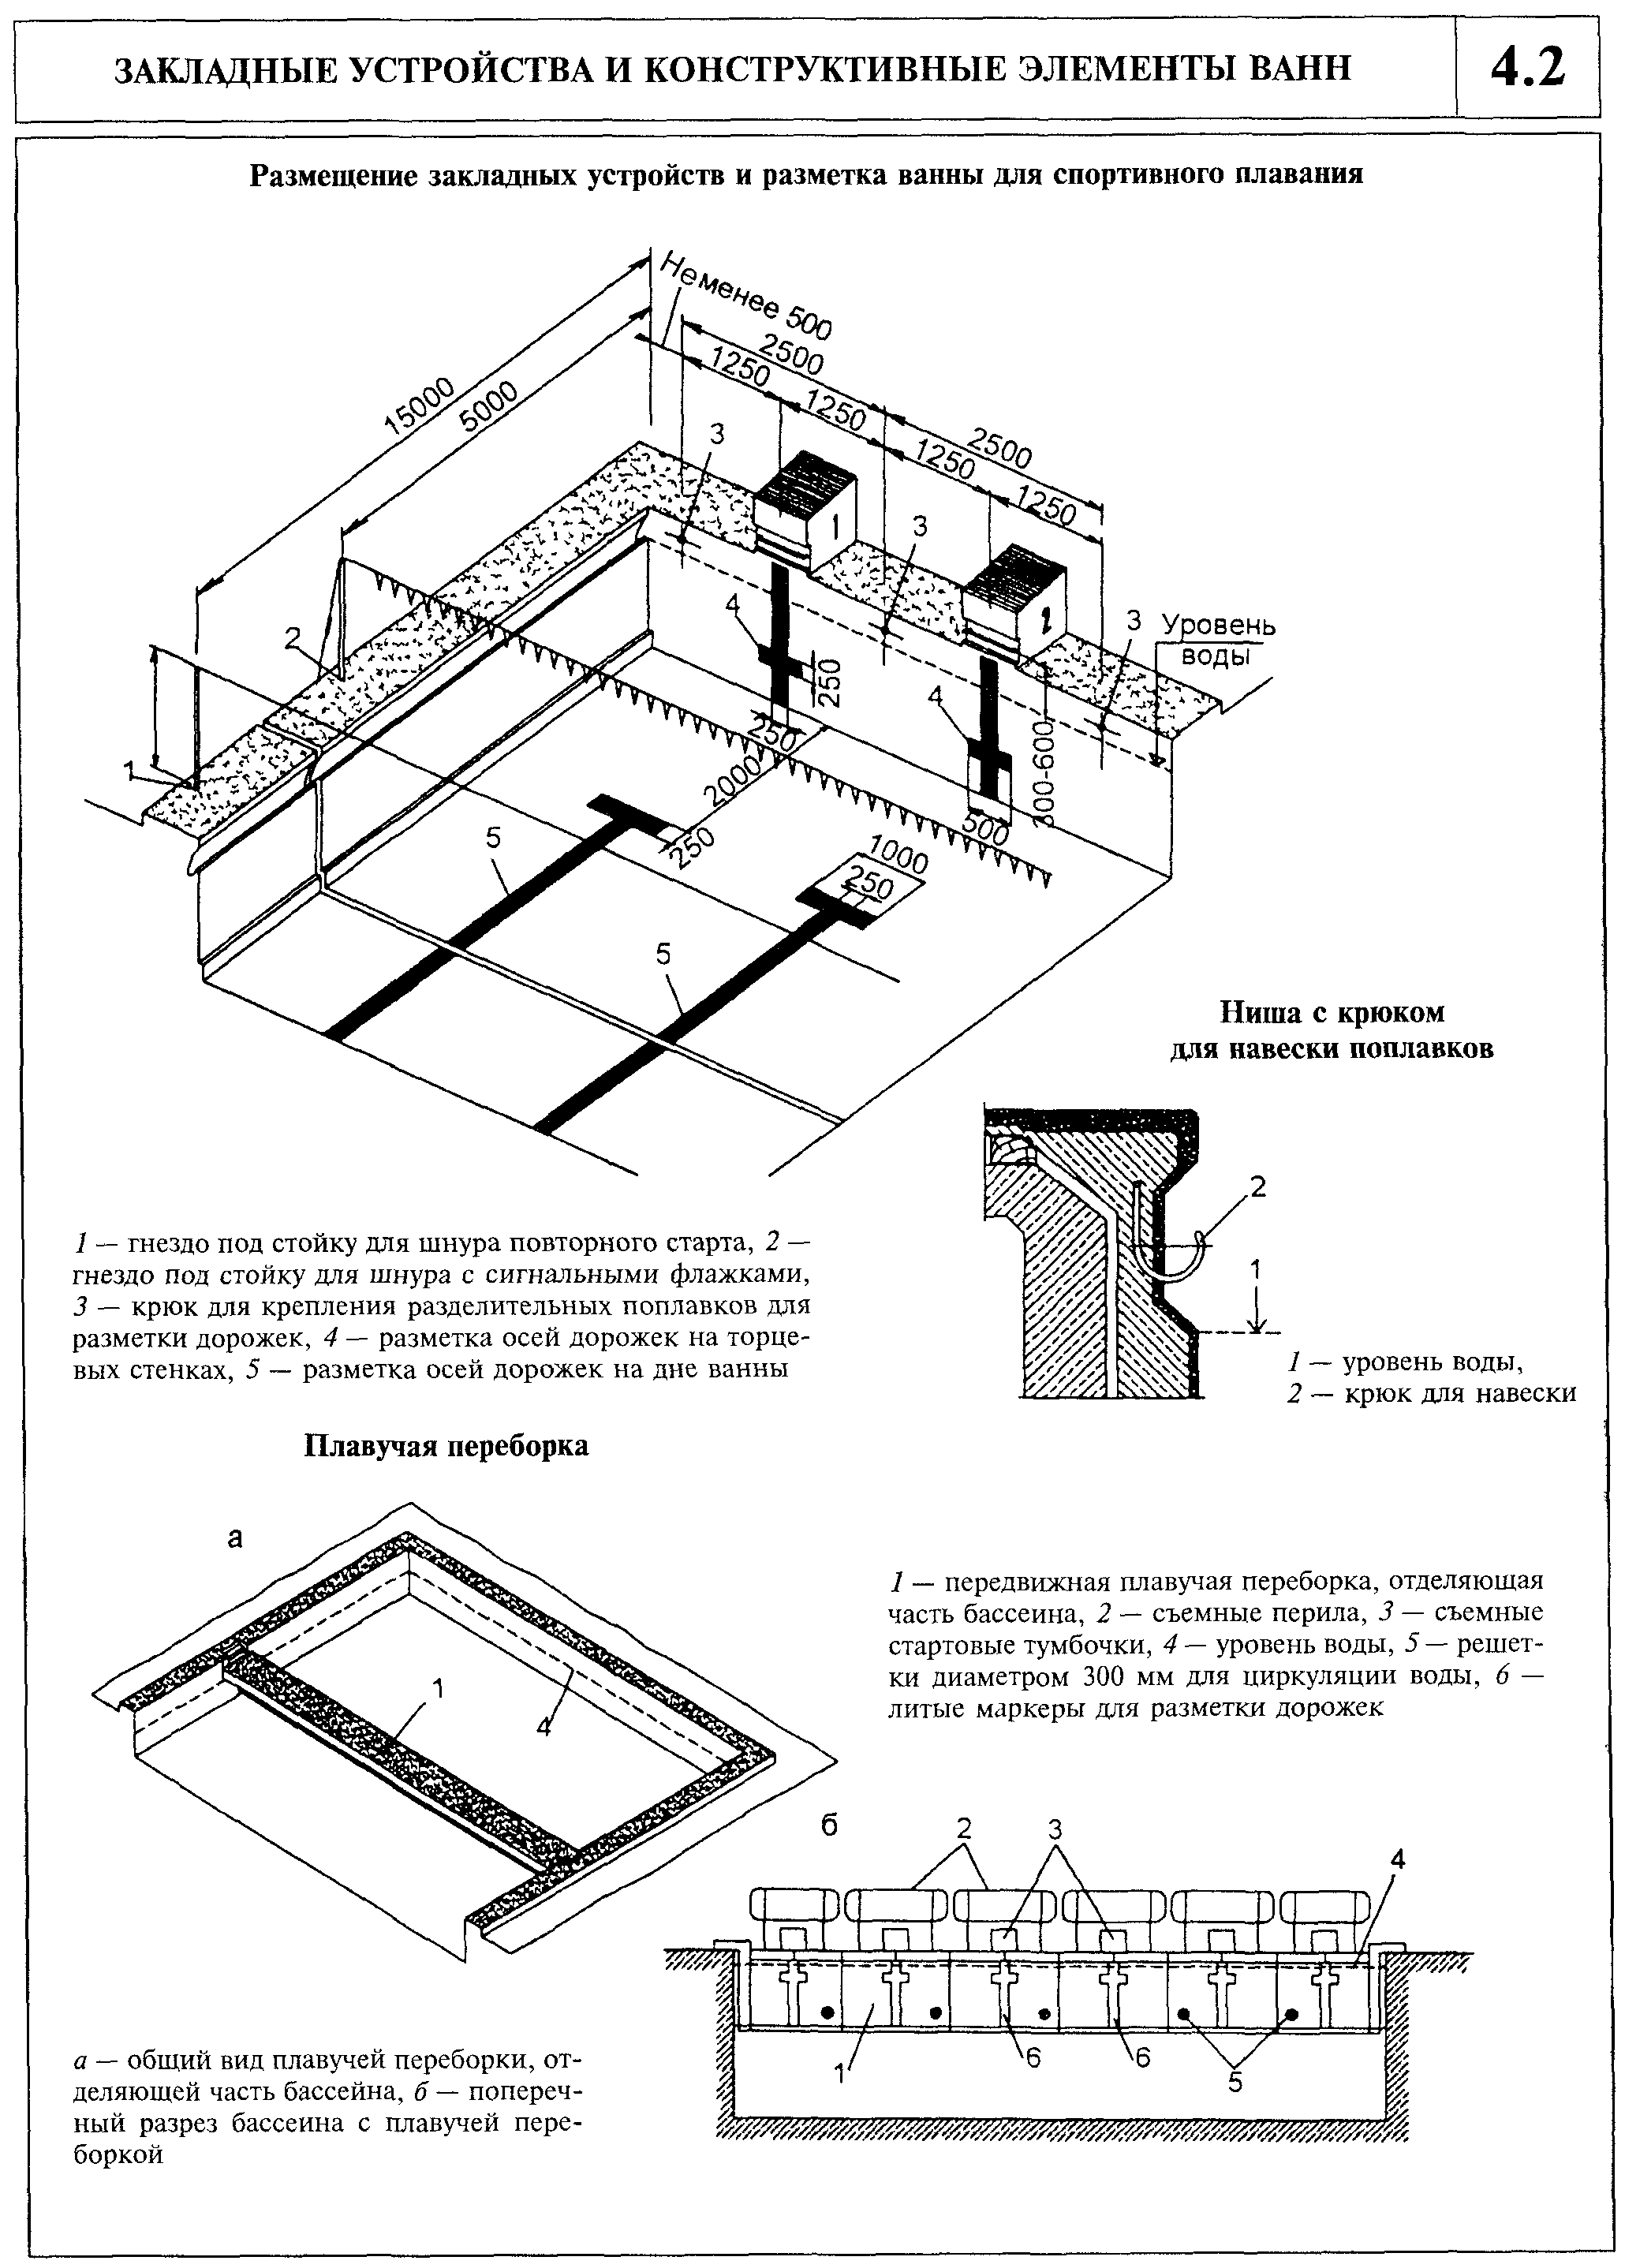 ЗАКЛАДНЫЕ УСТРОЙСТВА И КОНСТРУКТИВНЫЕ ЭЛЕМЕНТЫ ВАНН
4.2
Размещение закладных устройств и разметка ванны для спортивного плавания
Не менее 500
2500
1250
1250
2500
1250
1250
15000
5000
3
1
3
2
3
Уровень
воды
2
4
250
4
250
2000
300-600
500
1
5
250
1000
250
5
Ниша с крюком
для навески поплавков
2
1
1 — уровень воды,
2 — крюк для навески
1 — гнездо под стойку для шнура повторного старта, 2 —
гнездо под стойку для шнура с сигнальными флажками,
3 — крюк для крепления разделительных поплавков для
разметки дорожек, 4 — разметка осей дорожек на торце-
вых стенках, 5 — разметка осей дорожек на дне ванны
Плавучая переборка
а
1
4
1 — передвижная плавучая переборка, отделяющая
часть бассеина, 2 — съемные перила, 3 — съемные
стартовые тумбочки, 4 — уровень воды, 5 — решет-
ки диаметром 300 мм для циркуляции воды, 6 —
литые маркеры для разметки дорожек
б
2
3
4
1
6
6
5
а — общий вид плавучей переборки, от-
деляющей часть бассейна, б — попереч-
ный разрез бассеина с плавучей пере-
боркой